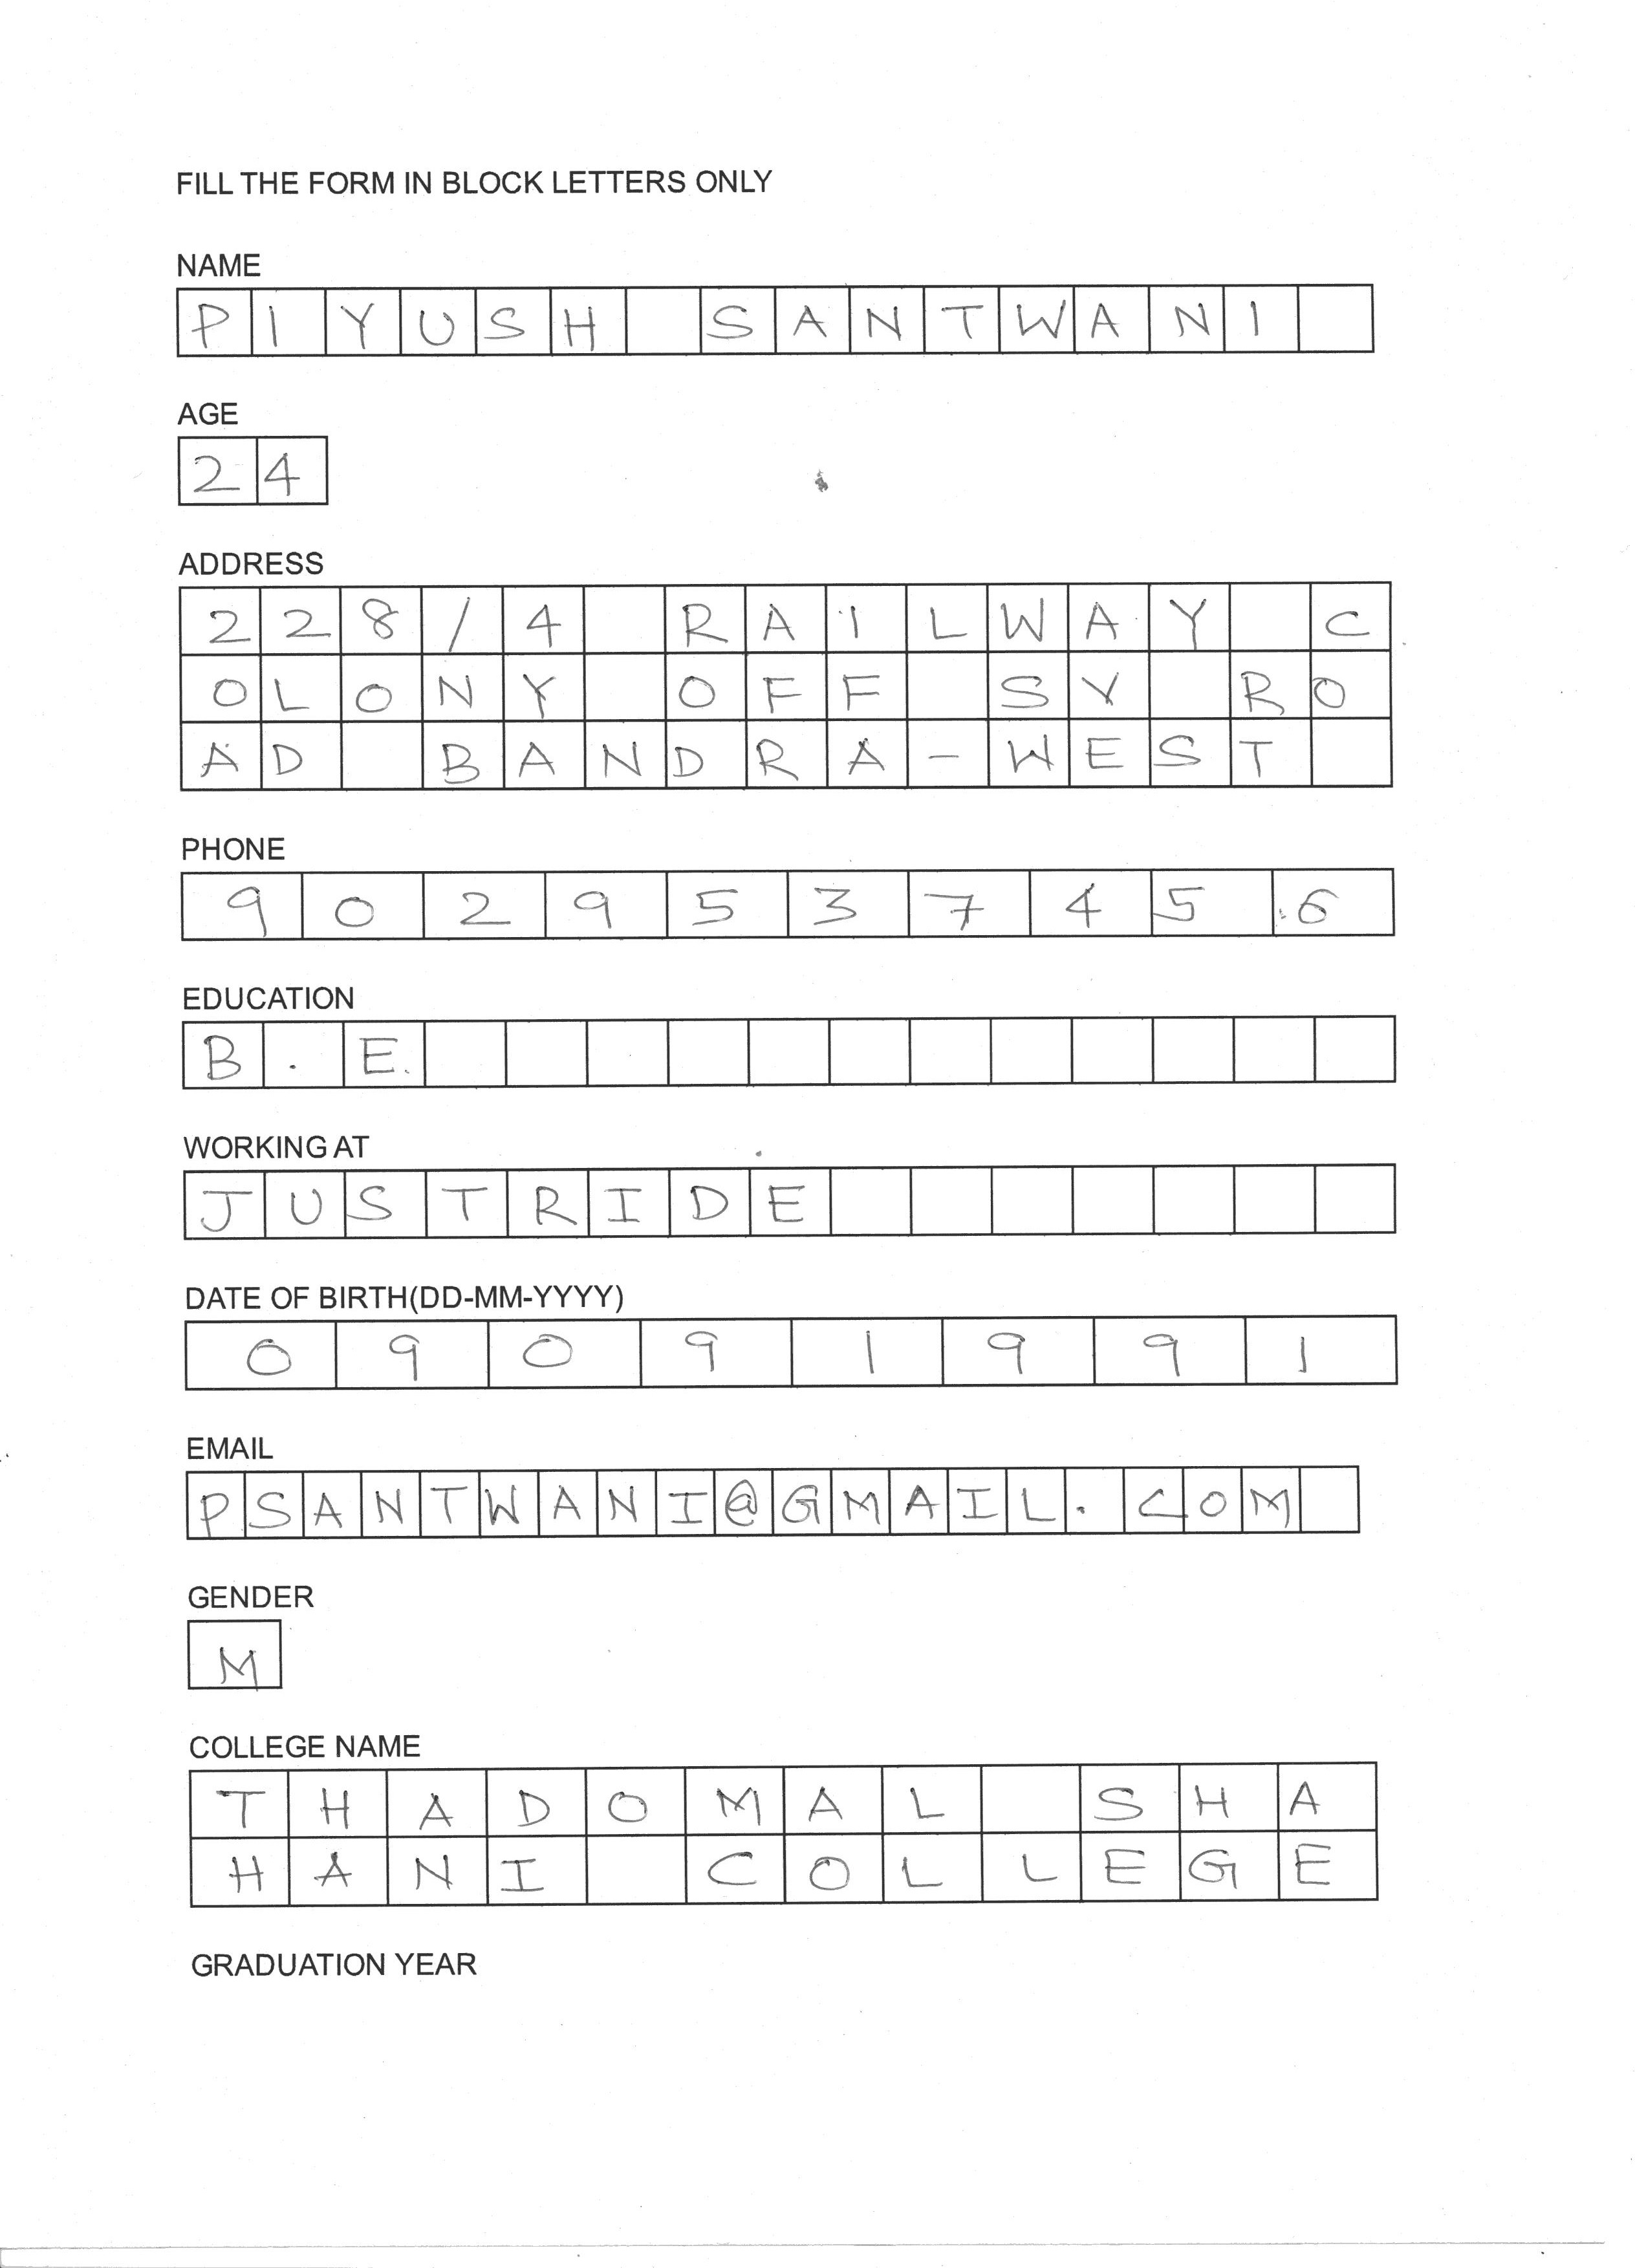 FILL THE FORM IN BLOCK LETTERS ONLY
NAME
PIYUSH SANTWANI
AGE
24
ADDRESS
228/4 RAILWAY C
OLONY OFF SV RO
AD BANDRA-WEST
PHONE
9029537456
EDUCATION
B.E.
WORKING AT
JUSTRIDE
DATE OF BIRTH(DD-MM-YYYY)
09091991
EMAIL
PSANTWANI@GMAIL.COM
GENDER
M
COLLEGE NAME
THADOMAL SHA
HANI COLLEGE
GRADUATION YEAR